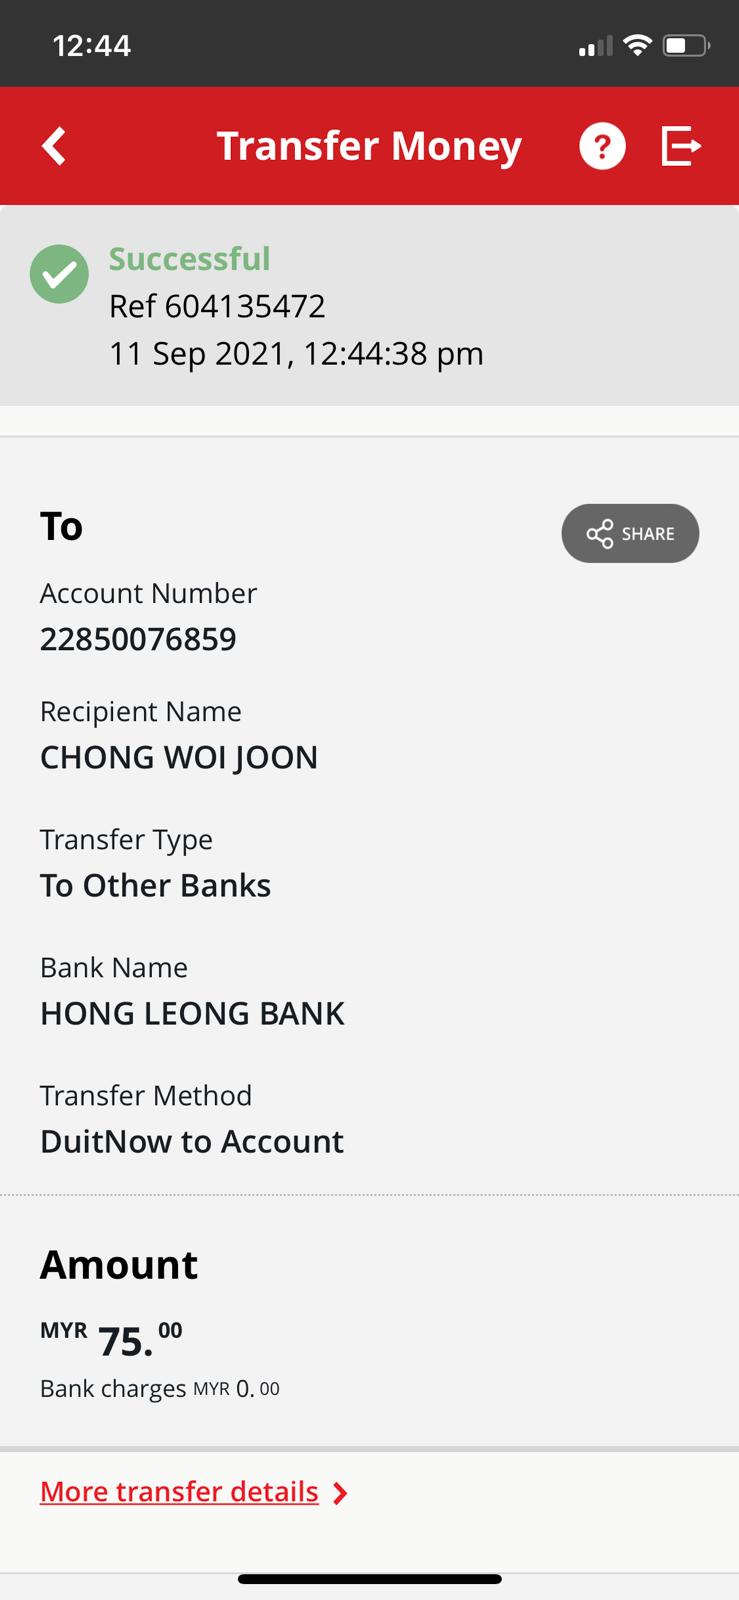 12:44
Transfer Money
?
Successful
Ref 604135472
11 Sep 2021, 12:44:38 pm
To
SHARE
Account Number
22850076859
Recipient Name
CHONG WOI JOON
Transfer Type
To Other Banks
Bank Name
HONG LEONG BANK
Transfer Method
DuitNow to Account
Amount
MYR 75.00
Bank charges MYR 0.00
More transfer details